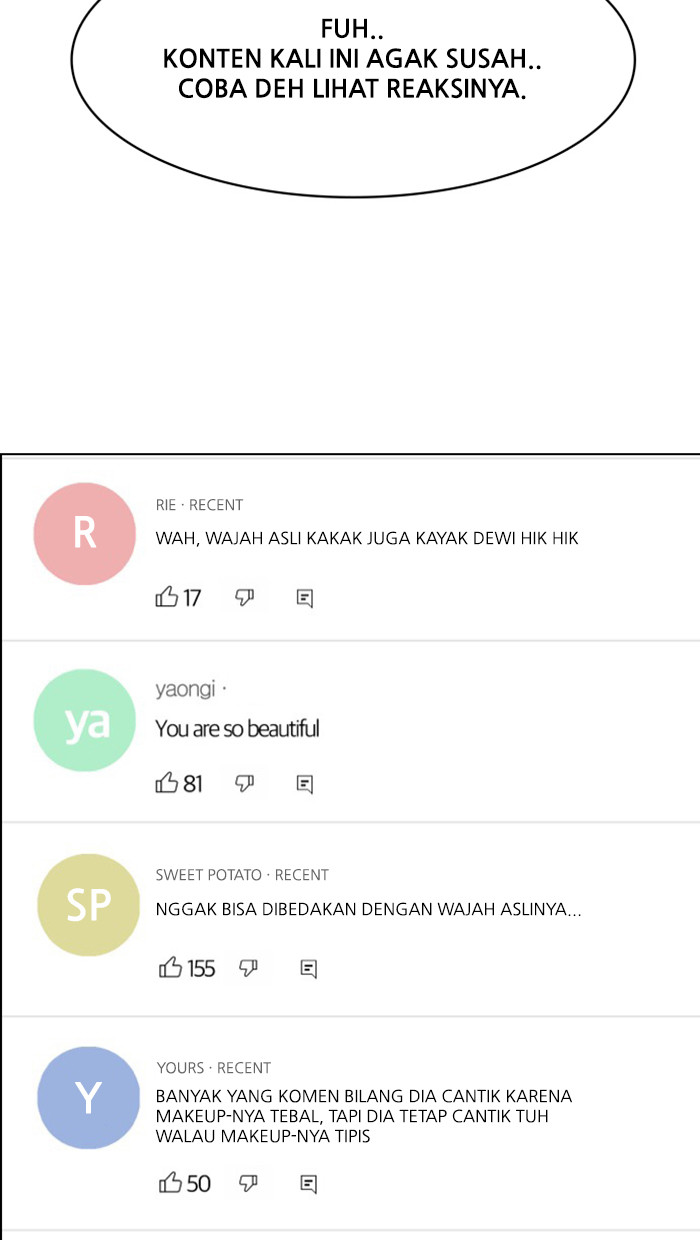 FUH..
KONTEN KALI INI AGAK SUSAH..
COBA DEH LIHAT REAKSINYA.
R
RIE · RECENT
WAH, WAJAH ASLI KAKAK JUGA KAYAK DEWI HIK HIK
17
ya
yaongi ·
You are so beautiful
81
SP
SWEET POTATO · RECENT
NGGAK BISA DIBEDAKAN DENGAN WAJAH ASLINYA...
155
Y
YOURS · RECENT
BANYAK YANG KOMEN BILANG DIA CANTIK KARENA
MAKEUP-NYA TEBAL, TAPI DIA TETAP CANTIK TUH
WALAU MAKEUP-NYA TIPIS
50